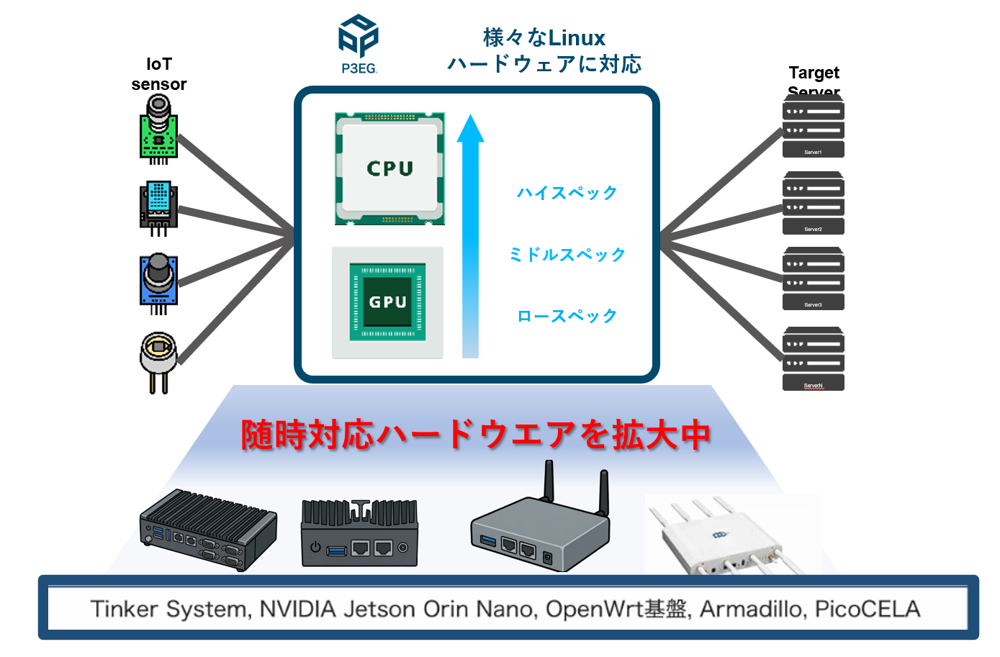 P3EG.
様々なLinux
ハードウェアに対応
IoT
sensor
Target
Server
CPU
GPU
ハイスペック
ミドルスペック
ロースペック
Server1
Server2
Server3
ServerN
随時対応ハードウエアを拡大中
Tinker System, NVIDIA Jetson Orin Nano, OpenWrt基盤, Armadillo, PicoCELA